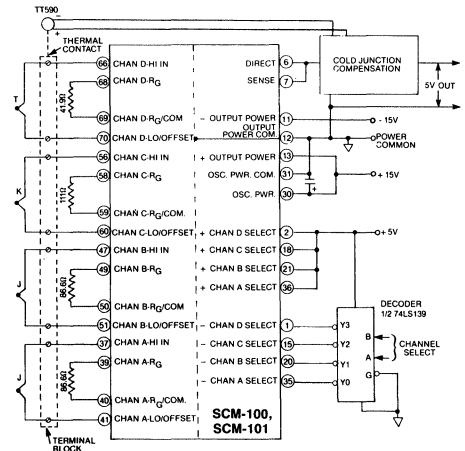 TT590
−
+
THERMAL CONTACT
66 CHAN D-HI IN
68 CHAN D-RG
41.9Ω
69 CHAN D-RG/COM
70 CHAN D-LO/OFFSET
T
56 CHAN C-HI IN
58 CHAN C-RG
111Ω
59 CHAN C-RG/COM.
60 CHAN C-LO/OFFSET
K
47 CHAN B-HI IN
49 CHAN B-RG
86.6Ω
50 CHAN B-RG/COM
51 CHAN B-LO/OFFSET
J
37 CHAN A-HI IN
39 CHAN A-RG
86.6Ω
40 CHAN A-RG/COM.
41 CHAN A-LO/OFFSET
J
TERMINAL BLOCK
DIRECT 6
SENSE 7
− OUTPUT POWER 11
OUTPUT POWER COM. 12
+ OUTPUT POWER 13
OSC. PWR. COM. 31
OSC. PWR. 30
+ CHAN D SELECT 2
+ CHAN C SELECT 18
+ CHAN B SELECT 21
+ CHAN A SELECT 36
− CHAN D SELECT 1
− CHAN C SELECT 15
− CHAN B SELECT 20
− CHAN A SELECT 35
SCM-100,
SCM-101
COLD JUNCTION
COMPENSATION
5V OUT
- 15V
POWER
COMMON
+
+ 15V
+ 5V
DECODER
1/2 74LS139
Y3
Y2
Y1
Y0
B
A
G
CHANNEL
SELECT